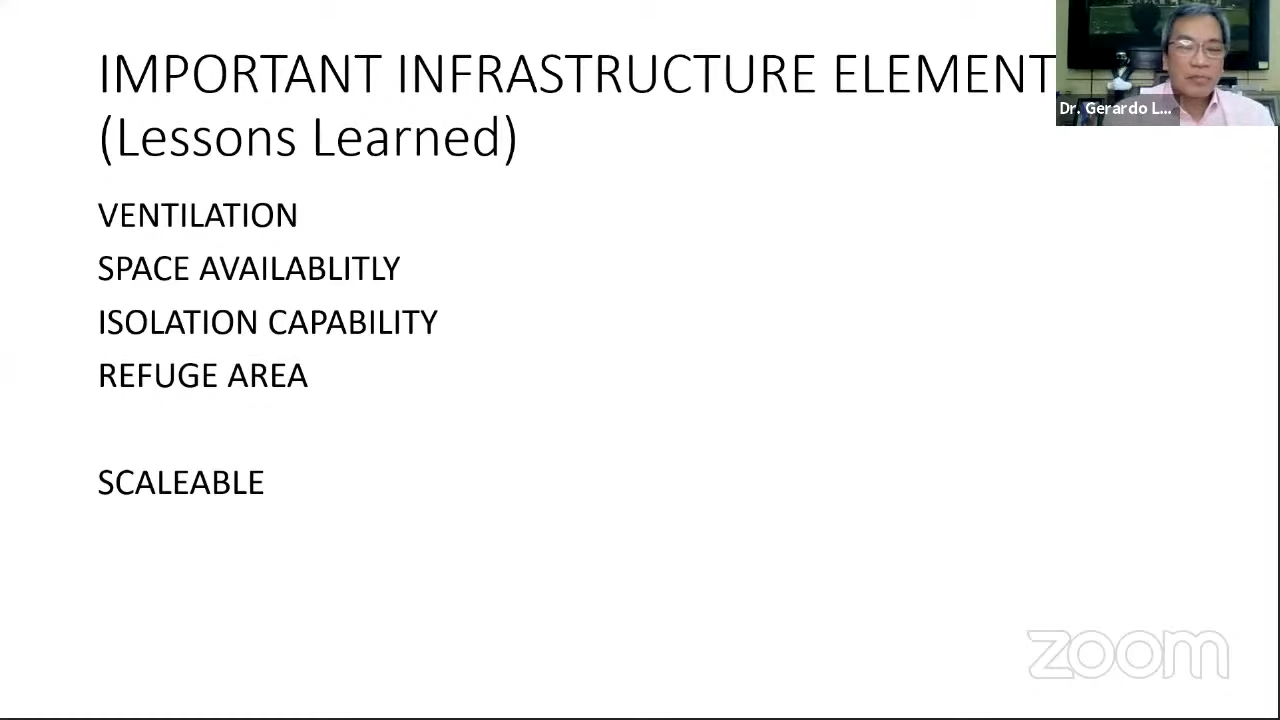 IMPORTANT INFRASTRUCTURE ELEMENT
(Lessons Learned)
Dr. Gerardo L...
VENTILATION
SPACE AVAILABLITLY
ISOLATION CAPABILITY
REFUGE AREA
SCALEABLE
zoom